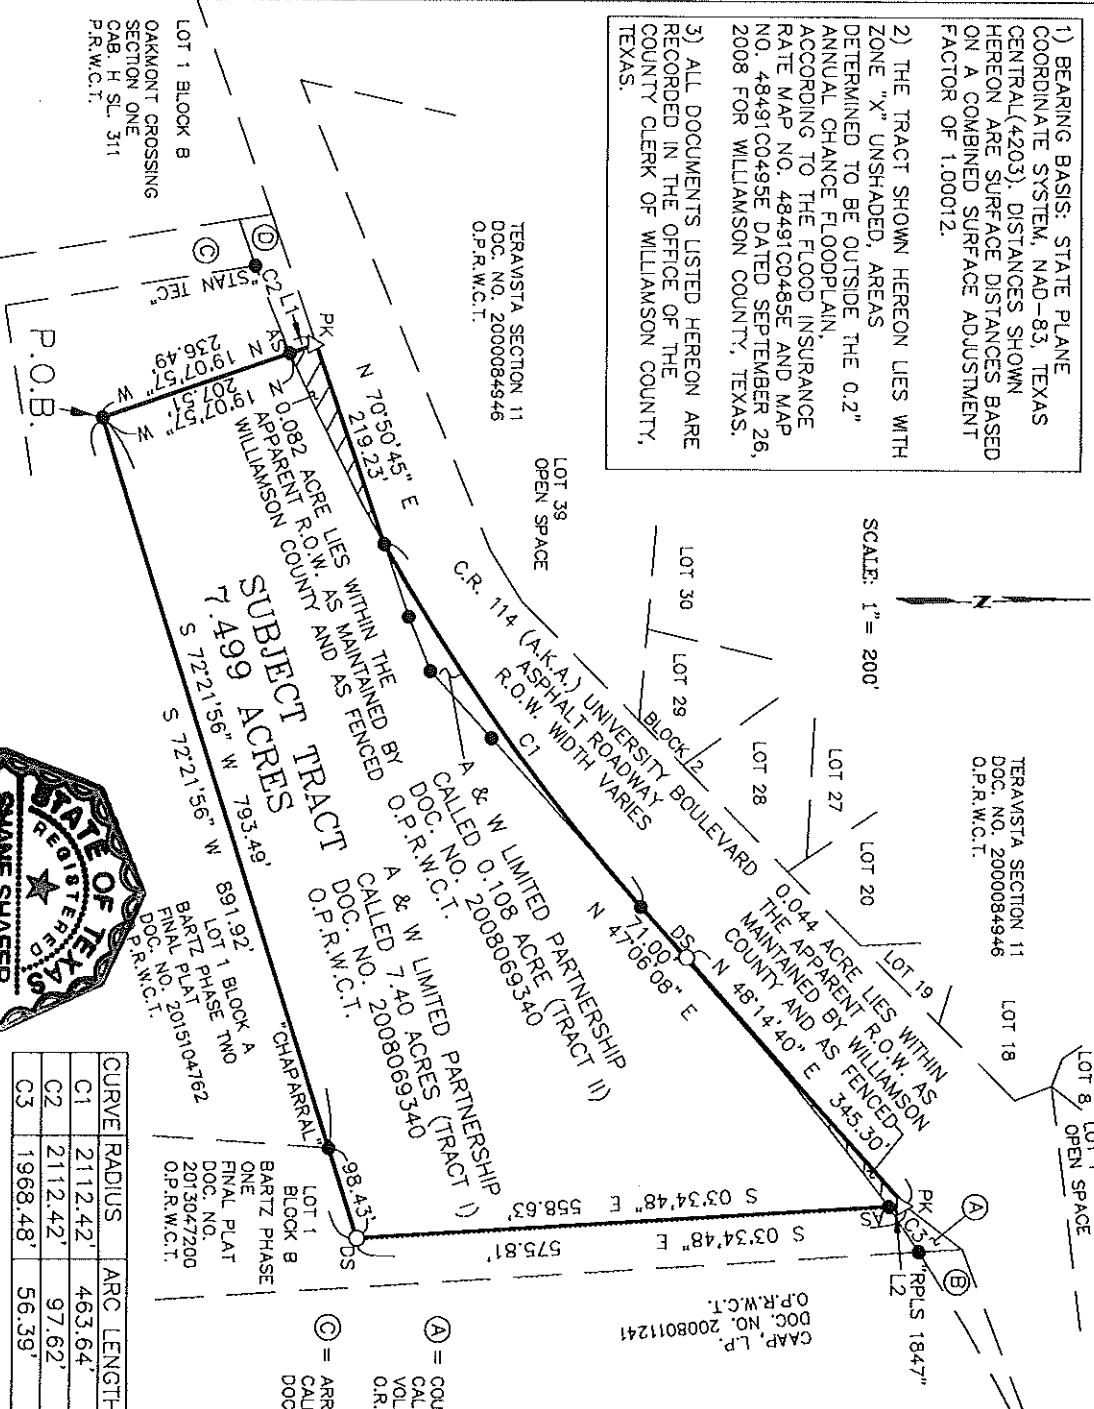 1) BEARING BASIS: STATE PLANE
COORDINATE SYSTEM, NAD-83, TEXAS
CENTRAL(4203). DISTANCES SHOWN
HEREON ARE SURFACE DISTANCES BASED
ON A COMBINED SURFACE ADJUSTMENT
FACTOR OF 1.00012.
2) THE TRACT SHOWN HEREON LIES WITH
ZONE "X" UNSHADED, AREAS
DETERMINED TO BE OUTSIDE THE 0.2"
ANNUAL CHANCE FLOODPLAIN,
ACCORDING TO THE FLOOD INSURANCE
RATE MAP NO. 48491C0485E AND MAP
NO. 48491C0495E DATED SEPTEMBER 26,
2008 FOR WILLIAMSON COUNTY, TEXAS.
3) ALL DOCUMENTS LISTED HEREON ARE
RECORDED IN THE OFFICE OF THE
COUNTY CLERK OF WILLIAMSON COUNTY,
TEXAS.
SCALE: 1"= 200'
N
TERAVISTA SECTION 11
DOC. NO. 2000084946
O.P.R.W.C.T.
LOT 8
OPEN SPACE
LOT 18
LOT 19
LOT 20
LOT 27
LOT 28
BLOCK 2
LOT 29
LOT 30
LOT 39
OPEN SPACE
TERAVISTA SECTION 11
DOC. NO. 2000084946
O.P.R.W.C.T.
C.R. 114 (A.K.A.) UNIVERSITY BOULEVARD
ASPHALT ROADWAY
R.O.W. WIDTH VARIES
LOT 1 BLOCK B
OAKMONT CROSSING
SECTION ONE
CAB. H SL. 311
P.R.W.C.T.
D
C
"STAN TEC"
C2
L1
AS
PK
N 19°07'57" W
236.49'
N 19°07'57" W
207.51'
P.O.B.
N 70°50'45" E
219.23'
0.082 ACRE LIES WITHIN THE
APPARENT R.O.W. AS MAINTAINED BY
WILLIAMSON COUNTY AND AS FENCED
C1
A & W LIMITED PARTNERSHIP
CALLED 0.108 ACRE (TRACT II)
DOC. NO. 2008069340
O.P.R.W.C.T.
A & W LIMITED PARTNERSHIP
CALLED 7.40 ACRES (TRACT I)
DOC. NO. 2008069340
O.P.R.W.C.T.
SUBJECT TRACT
7.499 ACRES
S 72°21'56" W 793.49'
S 72°21'56" W 891.92'
DS
71.00'
N 47°06'08" E
N 48°14'40" E 345.30'
0.044 ACRE LIES WITHIN
THE APPARENT R.O.W. AS
MAINTAINED BY WILLIAMSON
COUNTY AND AS FENCED
PK
C3
A
B
"RPLS 1847"
L2
AS
S 03°34'48" E 558.63'
S 03°34'48" E 575.81'
CAAP, L.P.
DOC. NO. 2008011241
O.P.R.W.C.T.
LOT 1 BLOCK A
BARTZ PHASE TWO
FINAL PLAT
DOC. NO. 2015104762
P.R.W.C.T.
"CHAPARRAL"
98.43'
DS
LOT 1
BLOCK B
BARTZ PHASE
ONE
FINAL PLAT
DOC. NO.
2013047200
O.P.R.W.C.T.
STATE OF TEXAS
REGISTERED
SHANE SHAFER
A = COU
CAL
VOL
O.R.
C = ARR
CALL
DOC
CURVE RADIUS ARC LENGTH
C1 2112.42' 463.64'
C2 2112.42' 97.62'
C3 1968.48' 56.39'